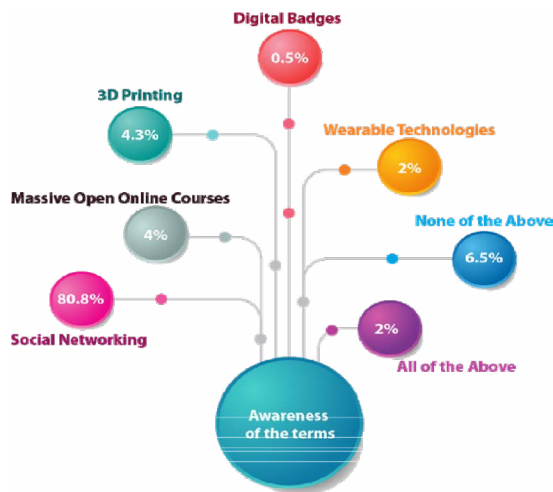 Digital Badges
0.5%
3D Printing
4.3%
Wearable Technologies
2%
Massive Open Online Courses
4%
None of the Above
6.5%
80.8%
Social Networking
2%
All of the Above
Awareness
of the terms